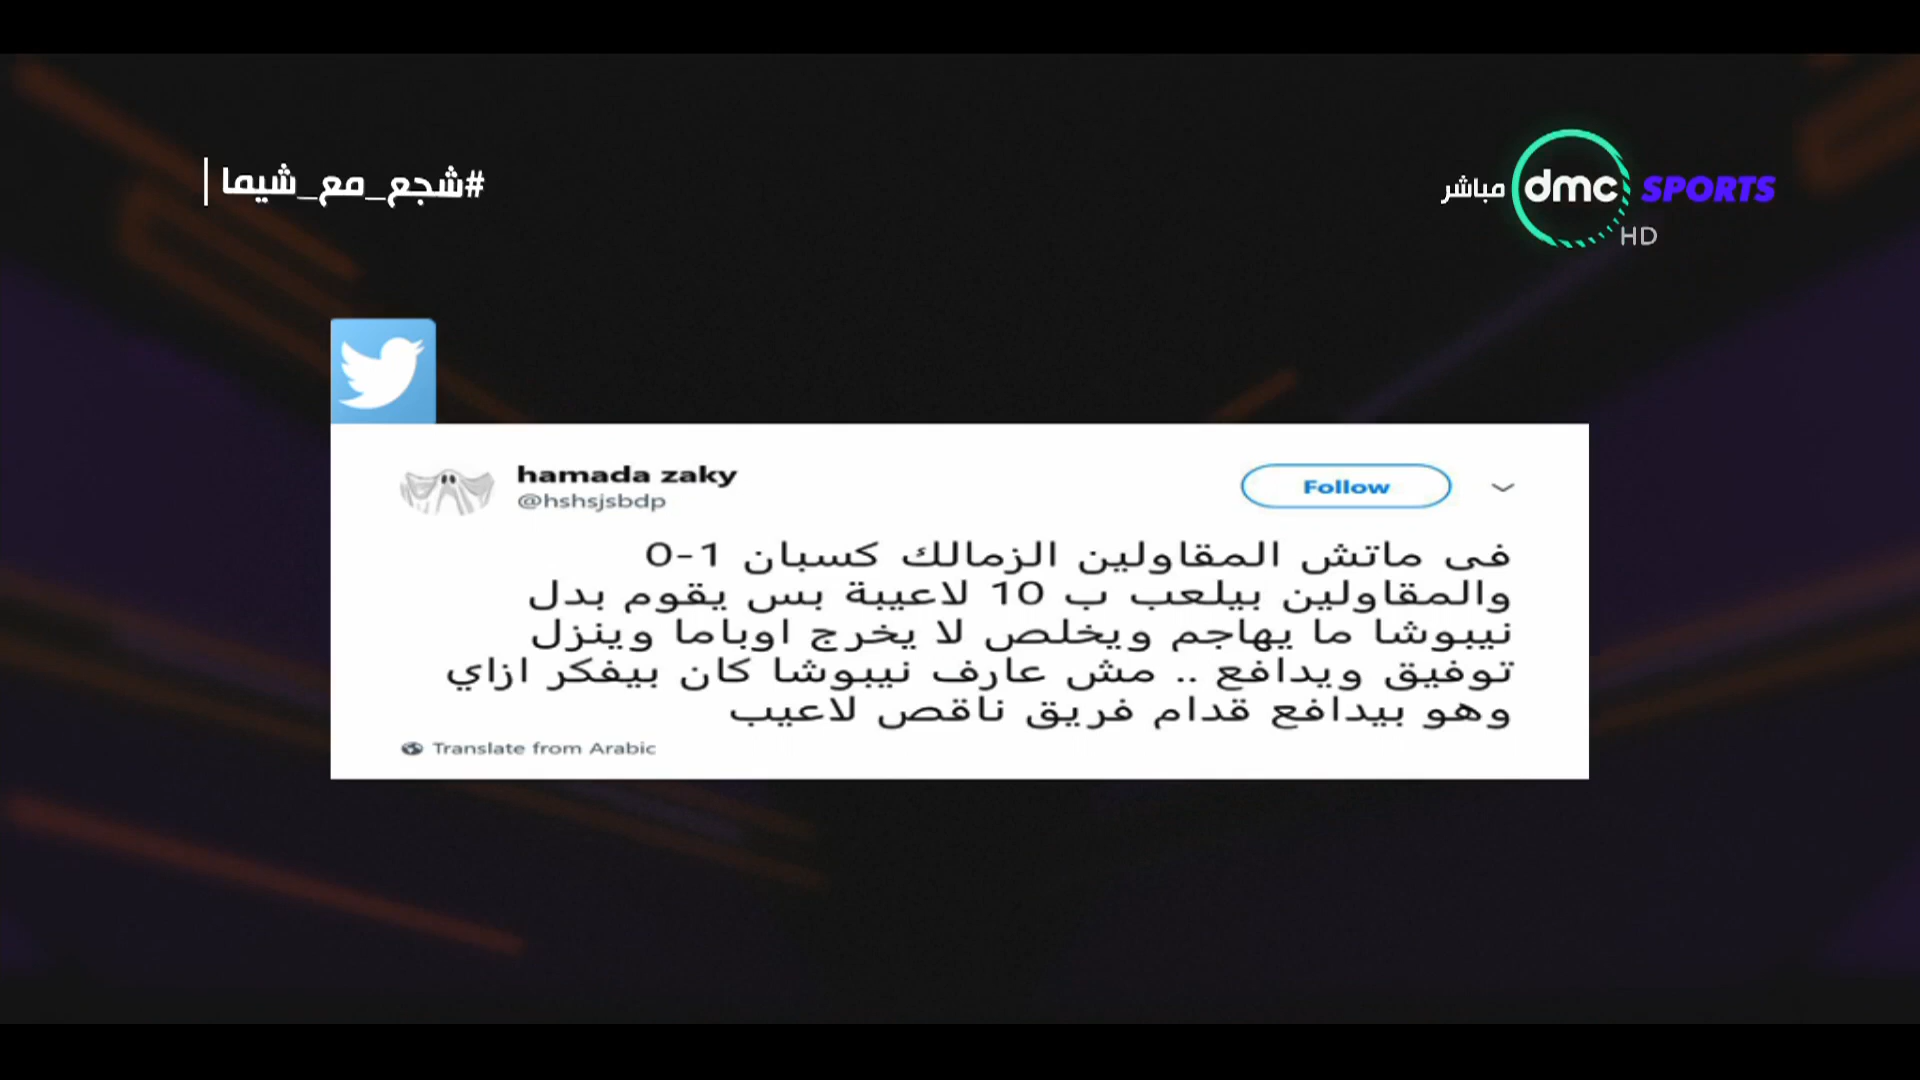 #شجع_مع_شيما
مباشر dmc SPORTS
HD
hamada zaky
@hshsjsbdp
Follow
فى ماتش المقاولين الزمالك كسبان 1-0
والمقاولين بيلعب ب 10 لاعيبة بس يقوم بدل
نيبوشا ما يهاجم ويخلص لا يخرج اوباما وينزل
توفيق ويدافع .. مش عارف نيبوشا كان بيفكر ازاي
وهو بيدافع قدام فريق ناقص لاعيب
Translate from Arabic